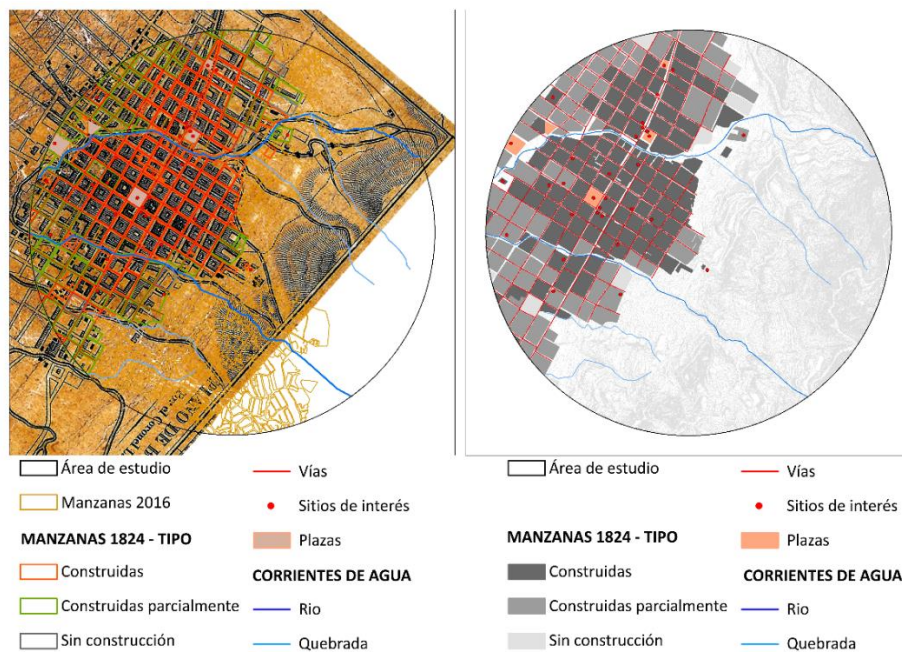 Área de estudio
Manzanas 2016
MANZANAS 1824 - TIPO
Construidas
Construidas parcialmente
Sin construcción
Vías
Sitios de interés
Plazas
CORRIENTES DE AGUA
Rio
Quebrada
Área de estudio
MANZANAS 1824 - TIPO
Construidas
Construidas parcialmente
Sin construcción
Vías
Sitios de interés
Plazas
CORRIENTES DE AGUA
Rio
Quebrada